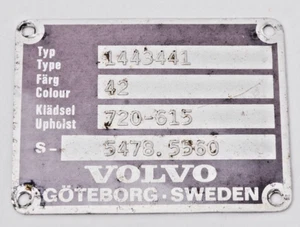 Typ
Type 1443441
Färg
Colour 42
Klädsel
Upholst 720-615
S- 5478.5560
VOLVO
GÖTEBORG · SWEDEN